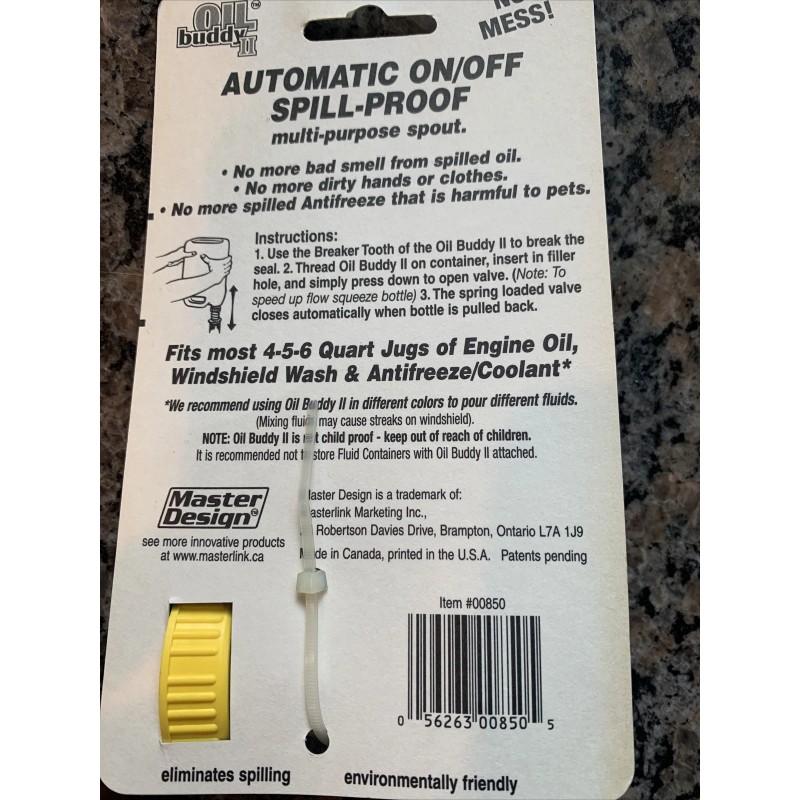 OIL™
buddy II
MESS!
AUTOMATIC ON/OFF
SPILL-PROOF
multi-purpose spout.
• No more bad smell from spilled oil.
• No more dirty hands or clothes.
• No more spilled Antifreeze that is harmful to pets.
Instructions:
1. Use the Breaker Tooth of the Oil Buddy II to break the
seal. 2. Thread Oil Buddy II on container, insert in filler
hole, and simply press down to open valve. (Note: To
speed up flow squeeze bottle) 3. The spring loaded valve
closes automatically when bottle is pulled back.
Fits most 4-5-6 Quart Jugs of Engine Oil,
Windshield Wash & Antifreeze/Coolant*
*We recommend using Oil Buddy II in different colors to pour different fluids.
(Mixing fluids may cause streaks on windshield).
NOTE: Oil Buddy II is not child proof - keep out of reach of children.
It is recommended not to store Fluid Containers with Oil Buddy II attached.
Master
Design®
see more innovative products
at www.masterlink.ca
Master Design is a trademark of:
Masterlink Marketing Inc.,
Robertson Davies Drive, Brampton, Ontario L7A 1J9
Made in Canada, printed in the U.S.A. Patents pending
Item #00850
0 56263 00850 5
eliminates spilling
environmentally friendly